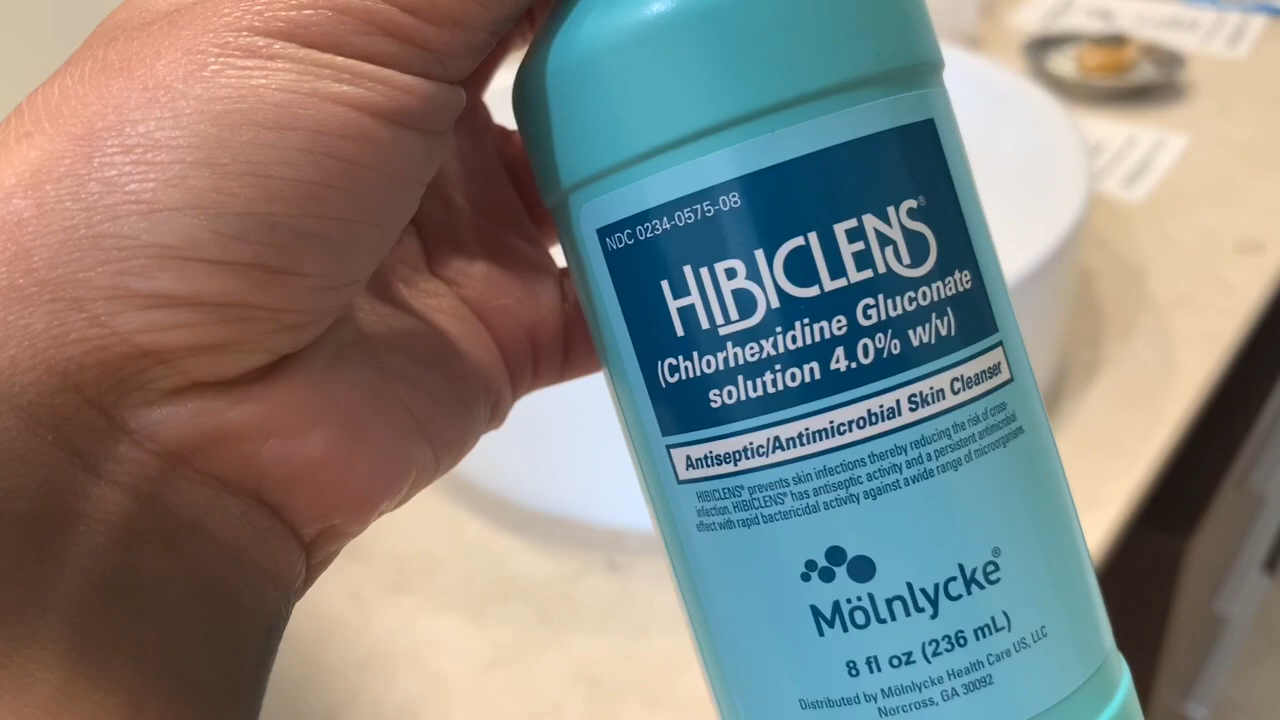 NDC 0234-0575-08
HIBICLENS®
(Chlorhexidine Gluconate
solution 4.0% w/v)
Antiseptic/Antimicrobial Skin Cleanser
HIBICLENS® prevents skin infections thereby reducing the risk of cross-
infection. HIBICLENS® has antiseptic activity and a persistent antimicrobial
effect with rapid bactericidal activity against a wide range of microorganisms.
Mölnlycke®
8 fl oz (236 mL)
Distributed by Mölnlycke Health Care US, LLC
Norcross, GA 30092